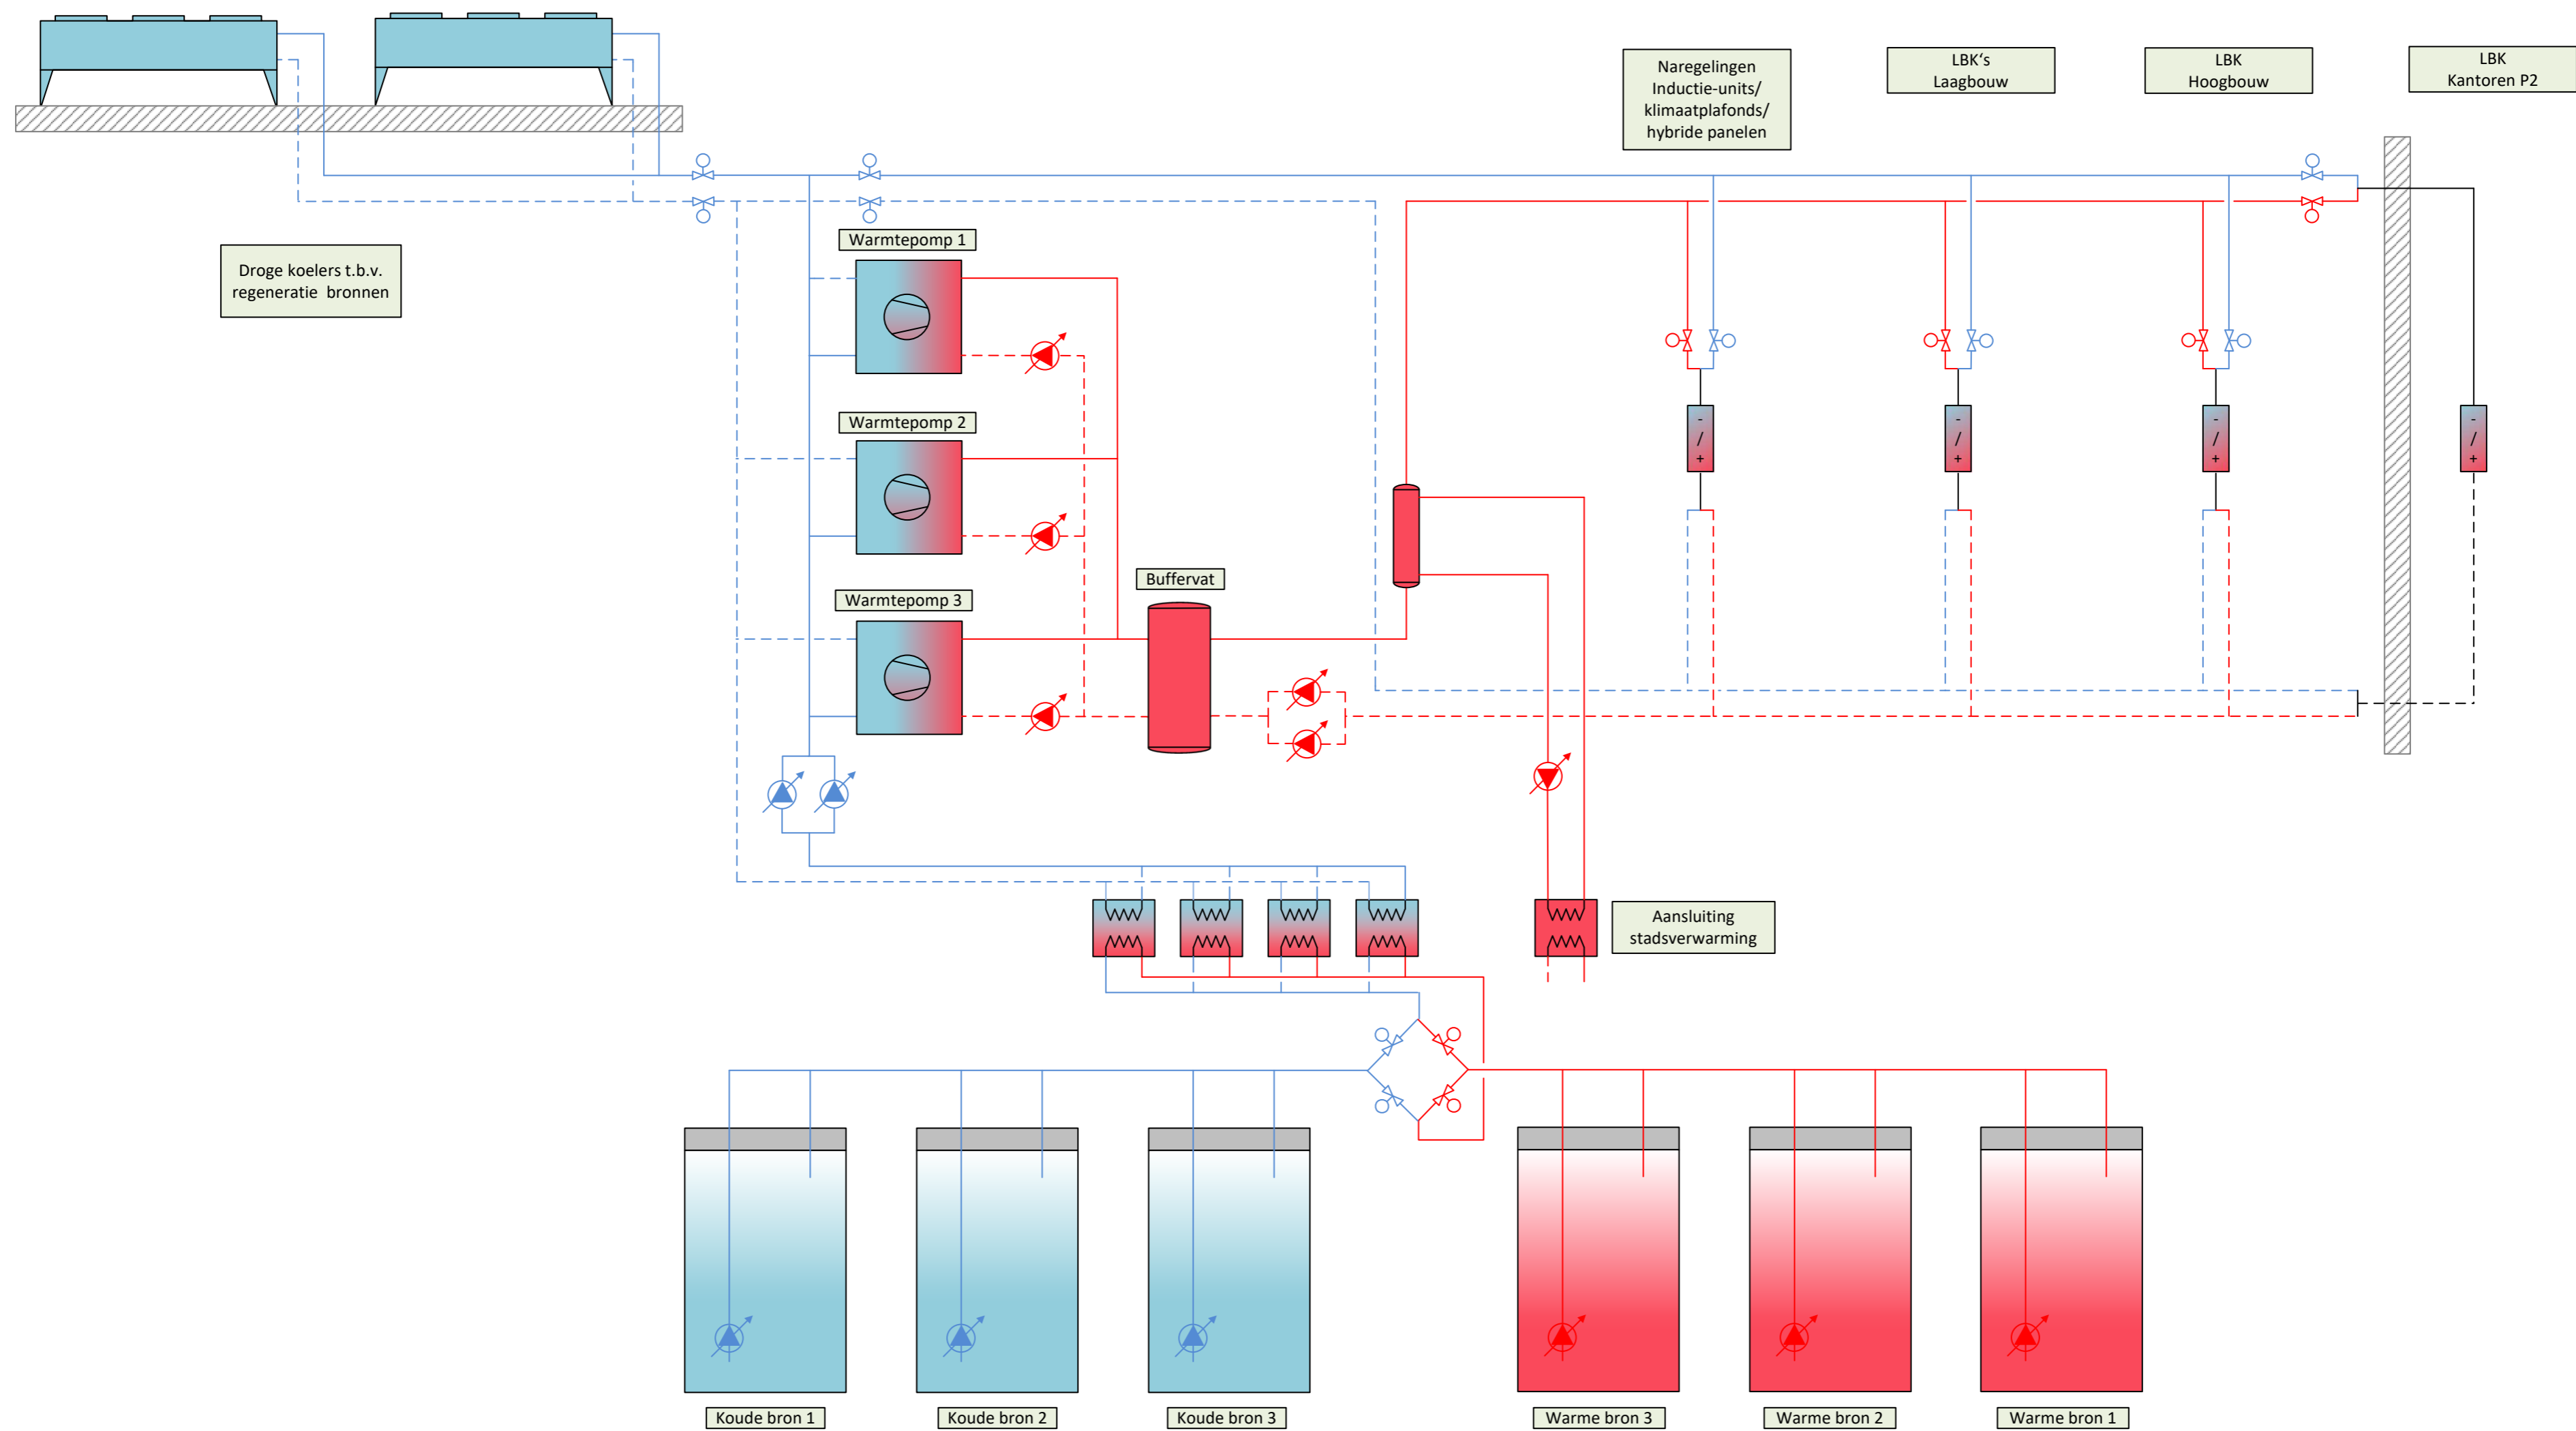 Naregelingen
Inductie-units/
klimaatplafonds/
hybride panelen
LBK‘s
Laagbouw
LBK
Hoogbouw
LBK
Kantoren P2
Droge koelers t.b.v.
regeneratie bronnen
Warmtepomp 1
Warmtepomp 2
Warmtepomp 3
Buffervat
-
/
+
-
/
+
-
/
+
-
/
+
Aansluiting
stadsverwarming
Koude bron 1
Koude bron 2
Koude bron 3
Warme bron 3
Warme bron 2
Warme bron 1